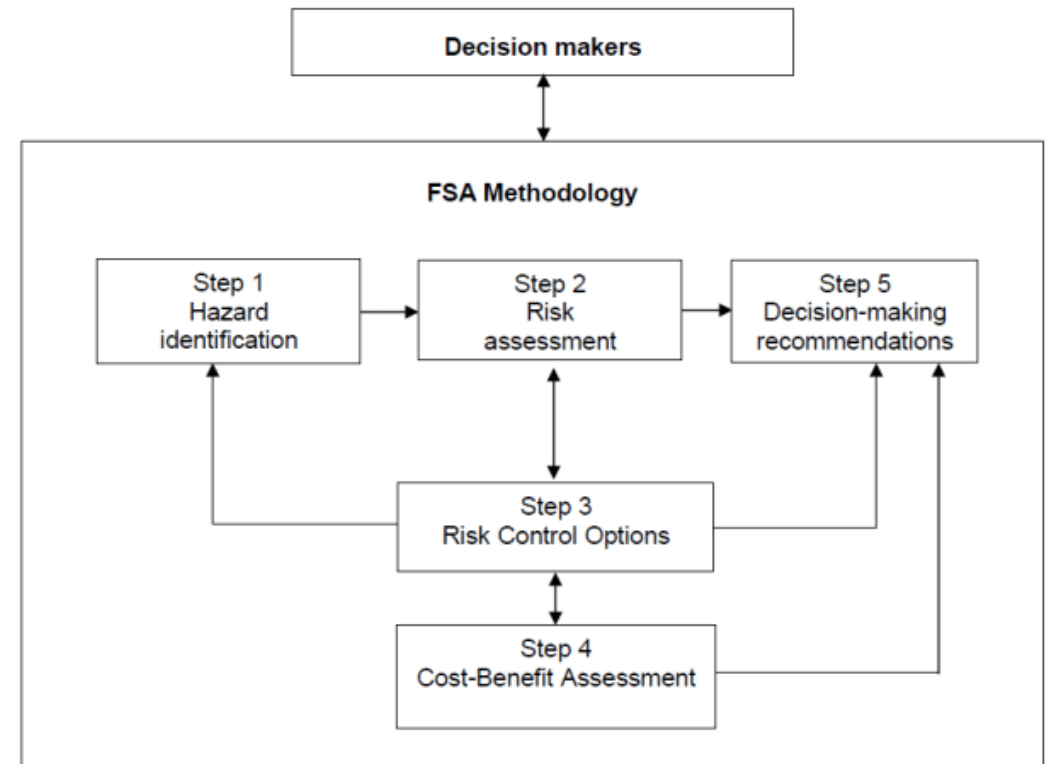 Decision makers
FSA Methodology
Step 1
Hazard
identification
Step 2
Risk
assessment
Step 5
Decision-making
recommendations
Step 3
Risk Control Options
Step 4
Cost-Benefit Assessment